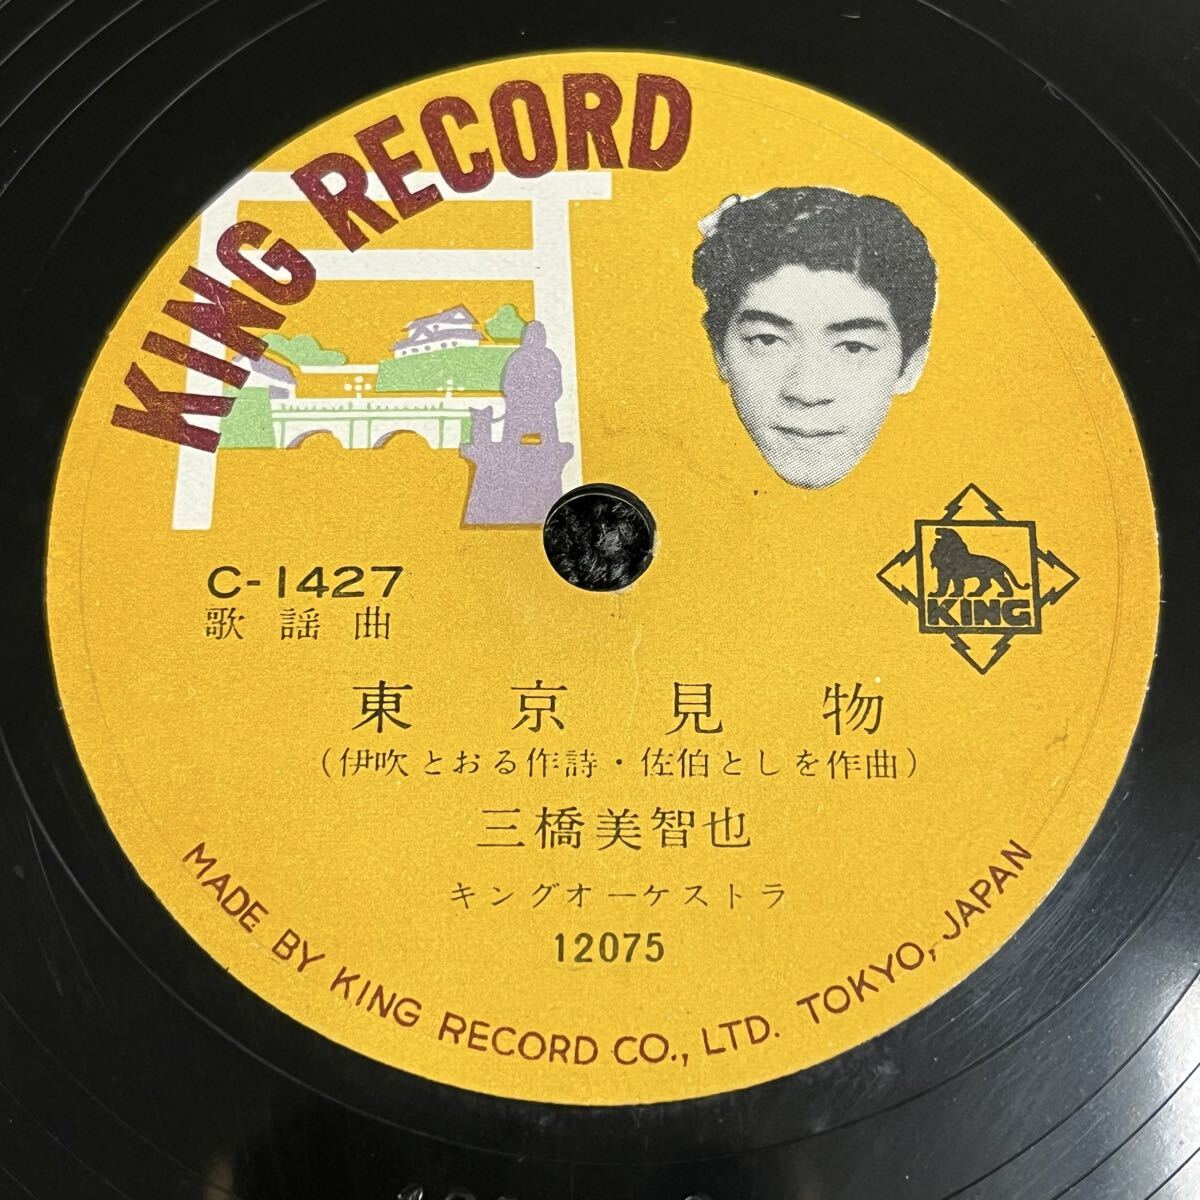 KING RECORD
C-1427
歌謡曲
KING
東京見物
(伊吹とおる作詩・佐伯としを作曲)
三橋美智也
キングオーケストラ
12075
MADE BY KING RECORD CO., LTD. TOKYO, JAPAN